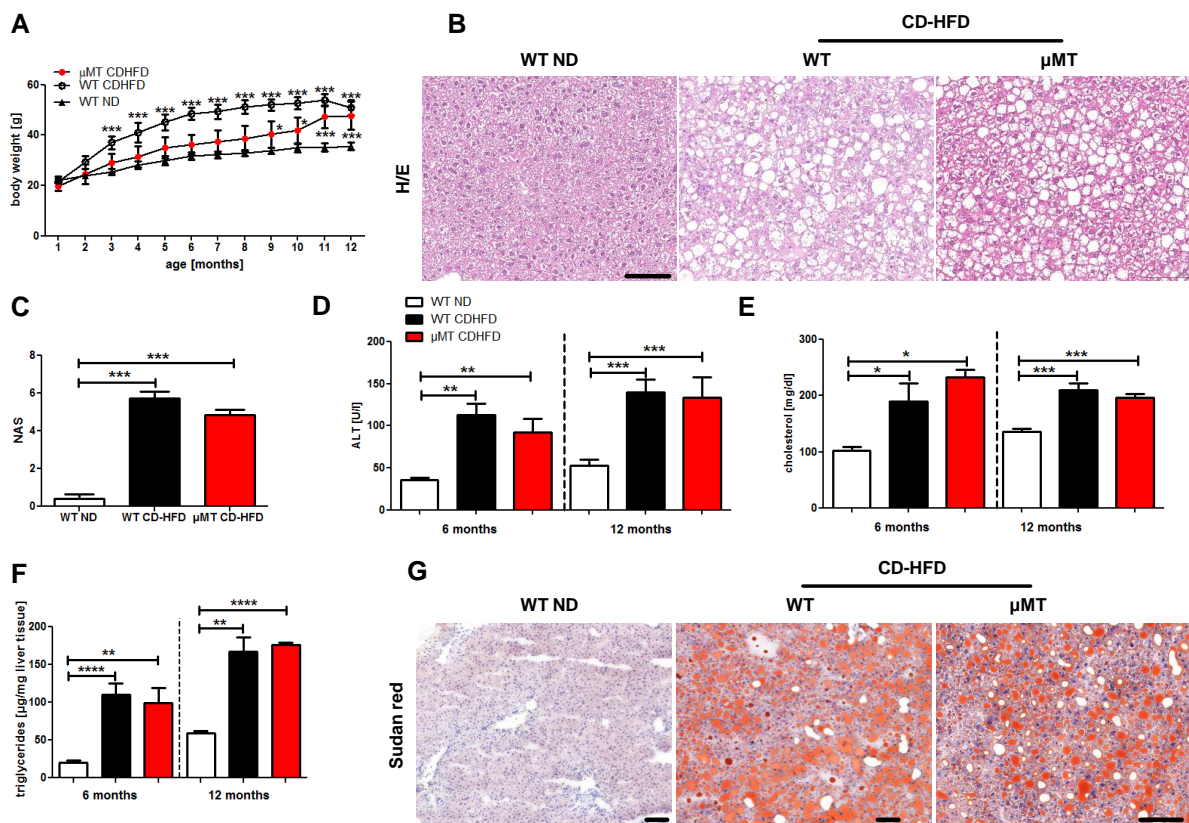 A
µMT CDHFD
WT CDHFD
WT ND
body weight [g]
60
40
20
0
*** *** *** *** *** *** *** *** *** ***
* * *** ***
1 2 3 4 5 6 7 8 9 10 11 12
age [months]
B
CD-HFD
WT ND WT µMT
H/E
C
NAS
8
6
4
2
0
***
***
WT ND WT CD-HFD µMT CD-HFD
D
WT ND
WT CDHFD
µMT CDHFD
ALT [U/l]
200
150
100
50
0
**
**
***
***
6 months 12 months
E
cholesterol [mg/dl]
300
200
100
0
*
*
***
***
6 months 12 months
F
triglycerides [µg/mg liver tissue]
200
150
100
50
0
**
****
****
**
6 months 12 months
G
CD-HFD
WT ND WT µMT
Sudan red